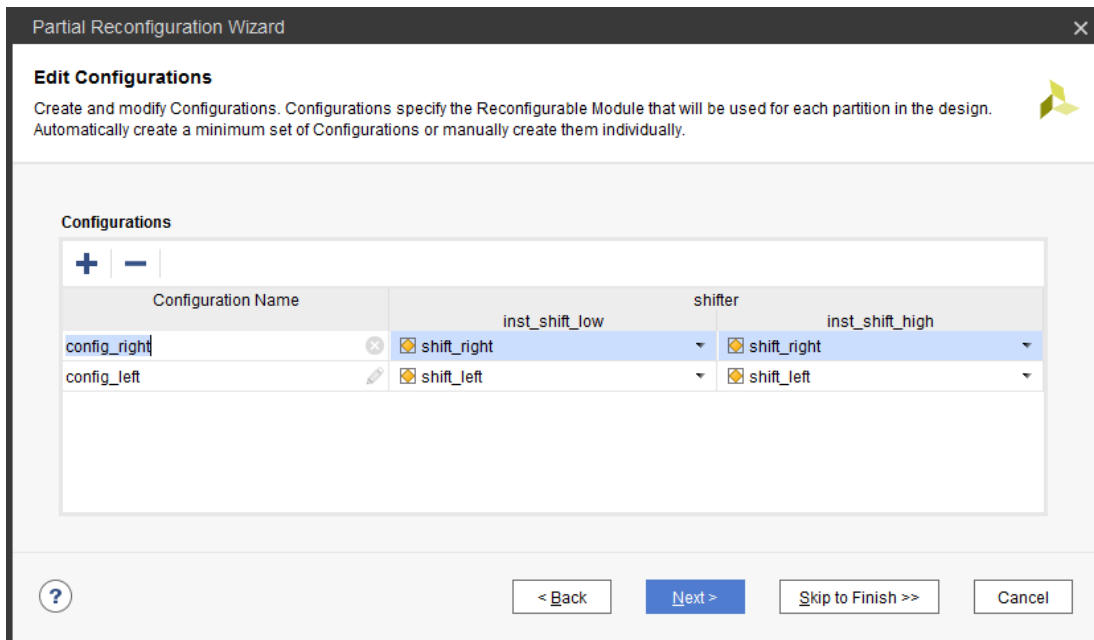 Partial Reconfiguration Wizard
Edit Configurations
Create and modify Configurations. Configurations specify the Reconfigurable Module that will be used for each partition in the design.
Automatically create a minimum set of Configurations or manually create them individually.
Configurations
Configuration Name shifter
inst_shift_low inst_shift_high
config_right shift_right shift_right
config_left shift_left shift_left
? < Back Next > Skip to Finish >> Cancel